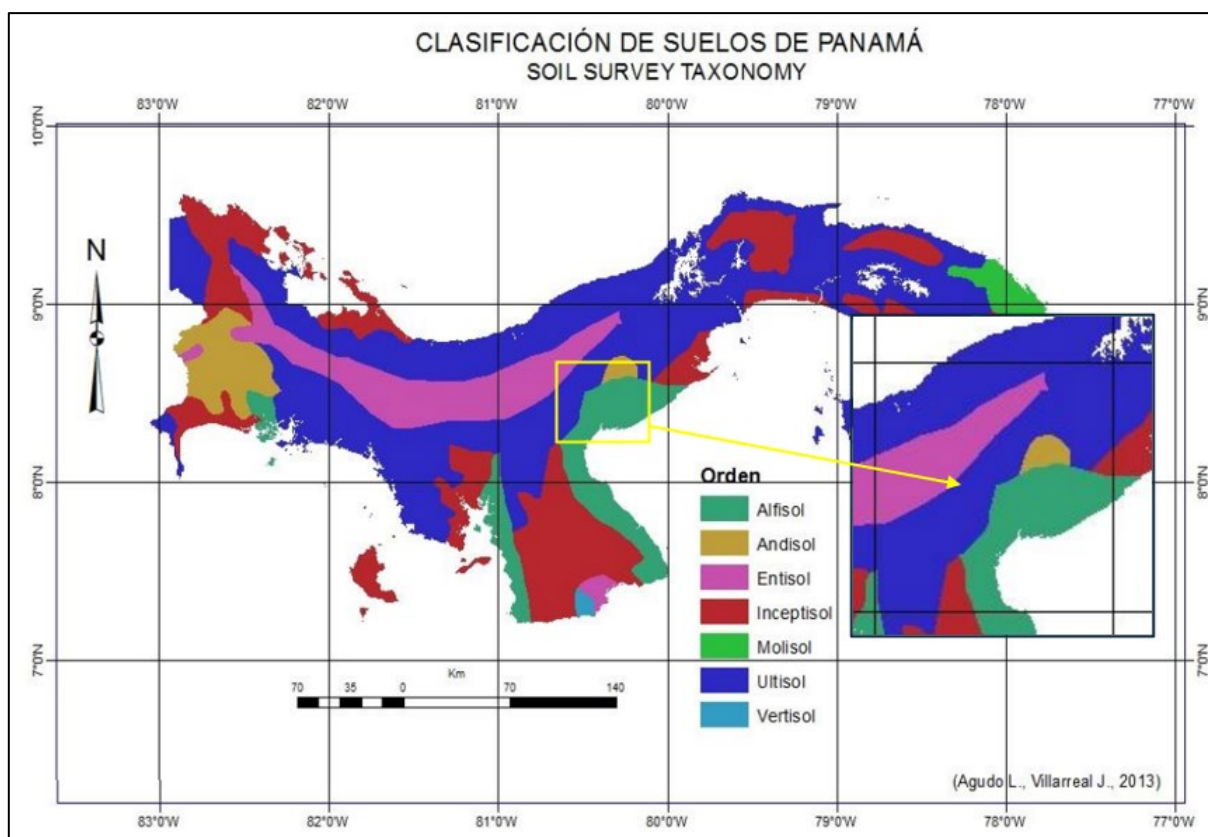 CLASIFICACIÓN DE SUELOS DE PANAMÁ
SOIL SURVEY TAXONOMY
83°0'W 82°0'W 81°0'W 80°0'W 79°0'W 78°0'W 77°0'W
10°0'N
10°0'N
N
9°0'N
9°0'N
8°0'N
8°0'N
7°0'N
7°0'N
Orden
Alfisol
Andisol
Entisol
Inceptisol
Molisol
Ultisol
Vertisol
Km
70 35 0 70 140
(Agudo L., Villarreal J., 2013)
83°0'W 82°0'W 81°0'W 80°0'W 79°0'W 78°0'W 77°0'W